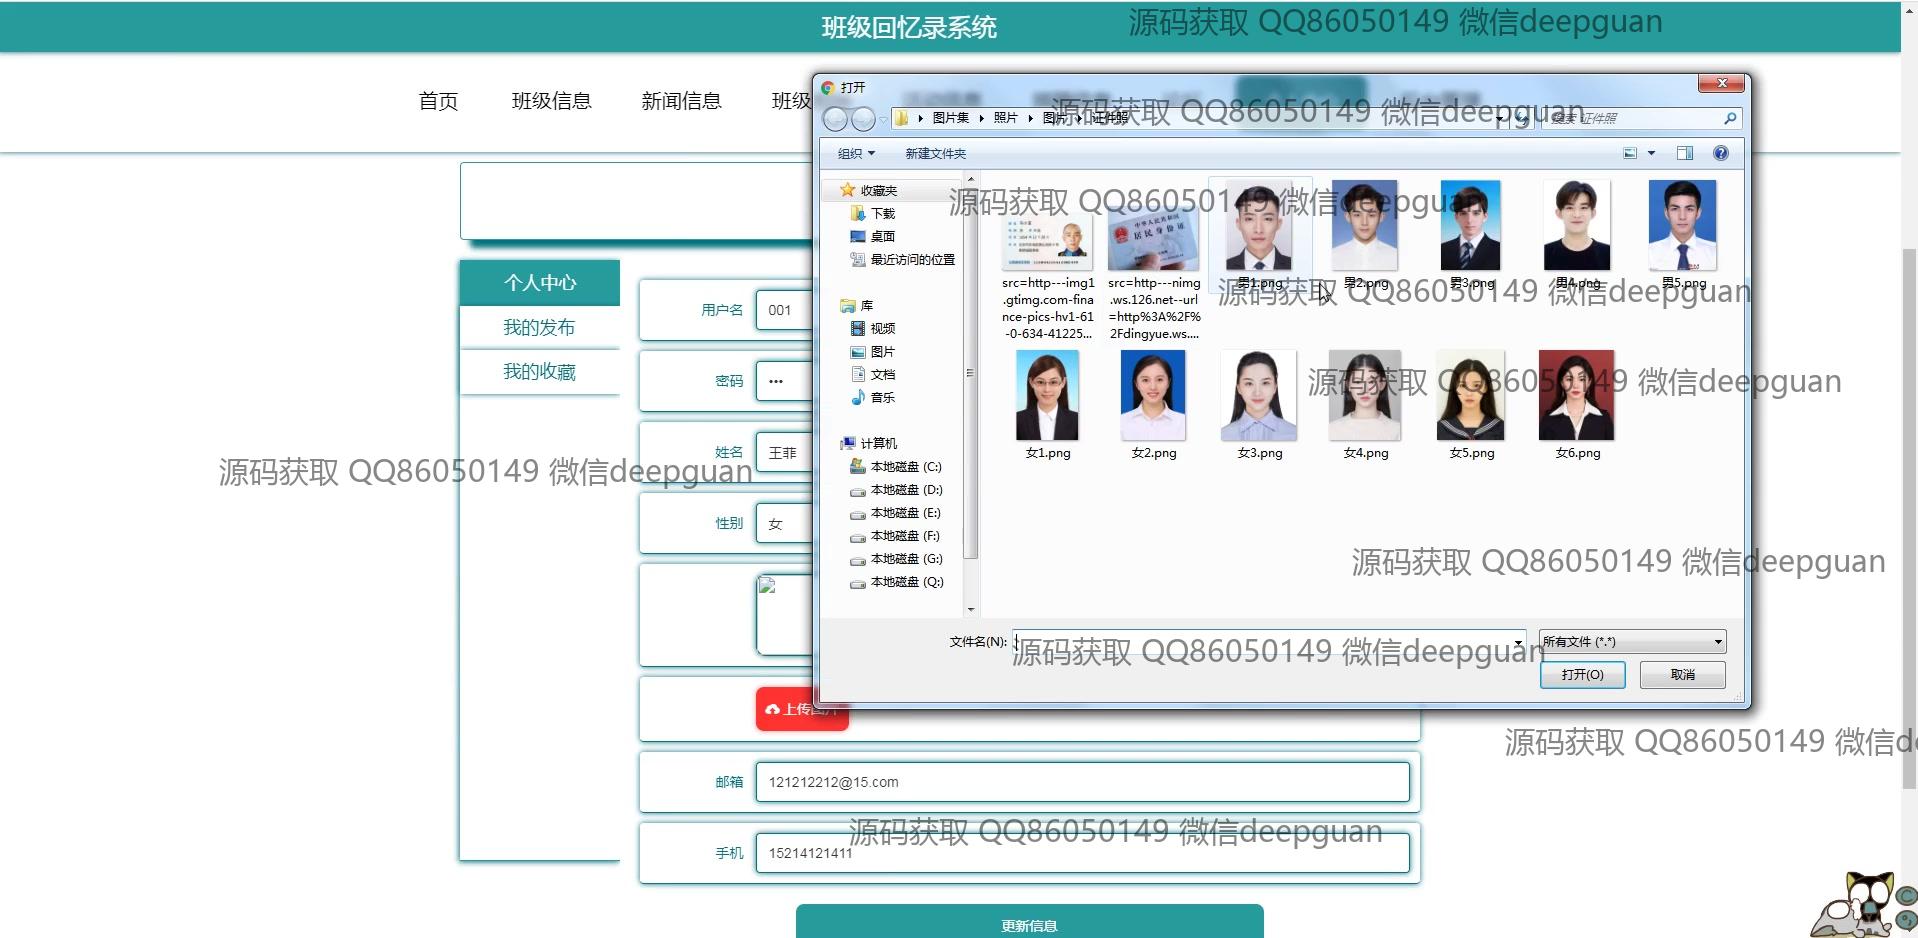 班级回忆录系统
源码获取 QQ86050149 微信deepguan
首页
班级信息
新闻信息
班级
打开
图片集
照片
图片
证件照
搜索 证件照
源码获取 QQ86050149 微信deepguan
组织
新建文件夹
收藏夹
下载
桌面
最近访问的位置
库
视频
图片
文档
音乐
计算机
本地磁盘 (C:)
本地磁盘 (D:)
本地磁盘 (E:)
本地磁盘 (F:)
本地磁盘 (G:)
本地磁盘 (Q:)
源码获取 QQ86050149 微信deepguan
中华人民共和国
居民身份证
src=http---img1
.gtimg.com-fina
nce-pics-hv1-61
-0-634-41225...
src=http---nimg
.ws.126.net--url
=http%3A%2F%
2Fdingyue.ws....
男1.png
男2.png
男3.png
男4.png
男5.png
源码获取 QQ86050149 微信deepguan
女1.png
女2.png
女3.png
女4.png
女5.png
女6.png
源码获取 QQ86050149 微信deepguan
源码获取 QQ86050149 微信deepguan
文件名(N):
所有文件 (*.*)
源码获取 QQ86050149 微信deepguan
打开(O)
取消
个人中心
我的发布
我的收藏
用户名
001
密码
•••
姓名
王菲
源码获取 QQ86050149 微信deepguan
性别
女
上传图片
源码获取 QQ86050149 微信d
邮箱
121212212@15.com
源码获取 QQ86050149 微信deepguan
手机
15214121411
更新信息